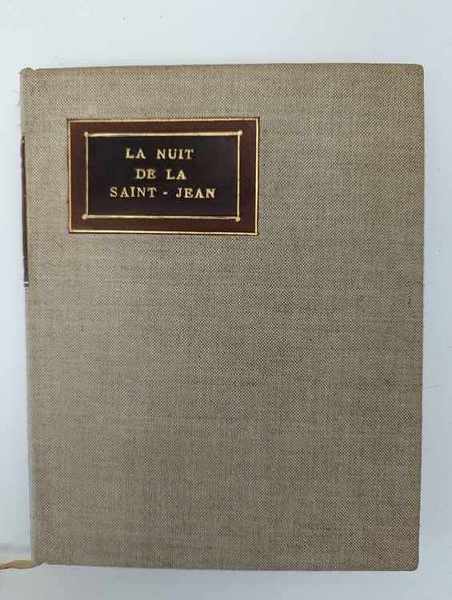 LA NUIT
DE LA
SAINT - JEAN